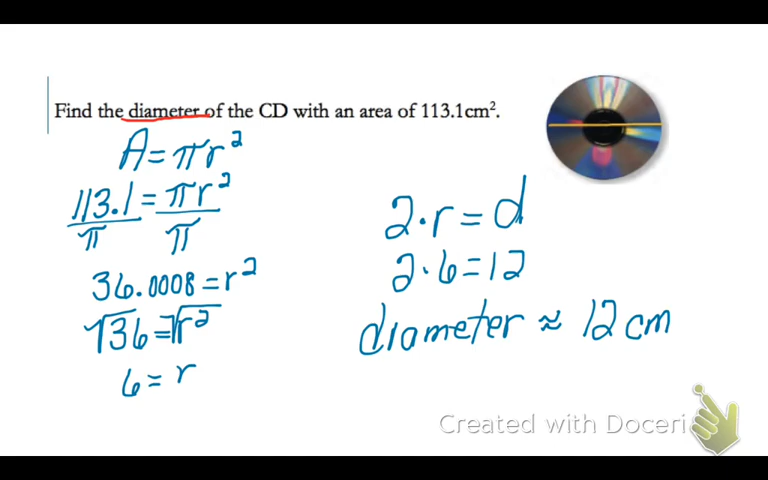 Find the diameter of the CD with an area of 113.1cm².
A = πr²
113.1 = πr²
π π
36.0008 = r²
√36 = √r²
6 = r
2·r = d
2·6 = 12
diameter ≈ 12 cm
Created with Doceri